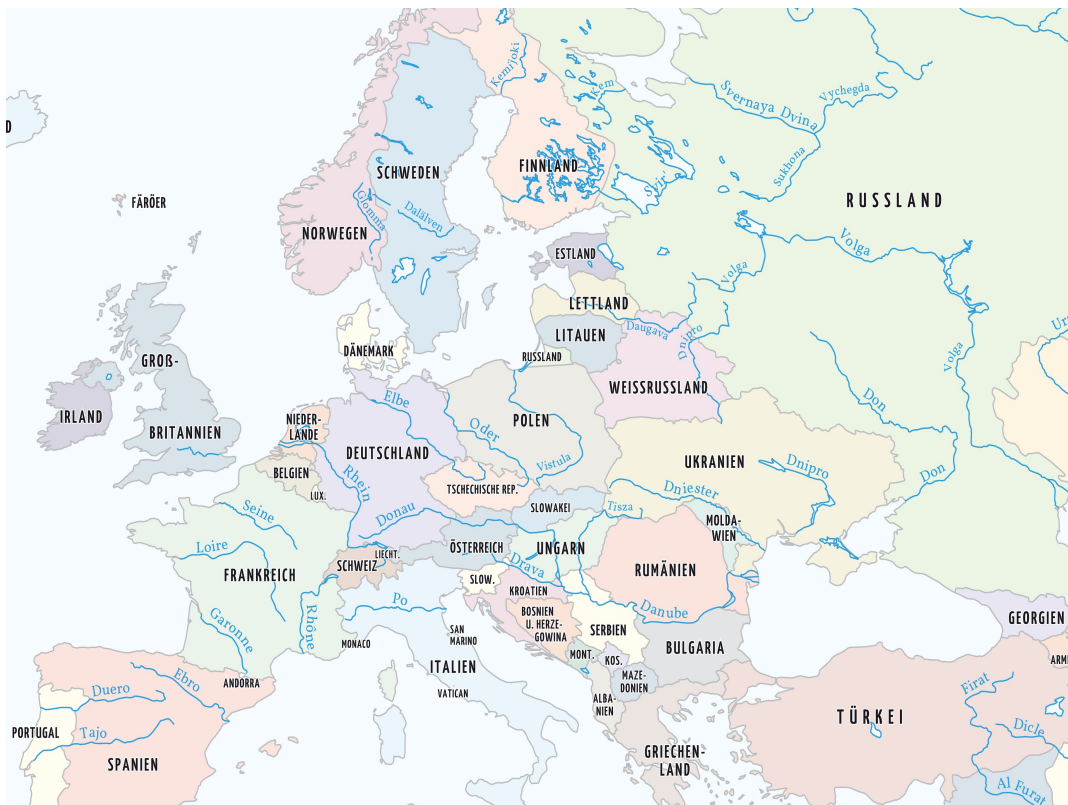 Kemijoki
Kem
Svernaya Dvina
Vychegda
D
SCHWEDEN
FINNLAND
Svir'
Sukhona
FÄRÖER
Glomma
Dalälven
RUSSLAND
NORWEGEN
ESTLAND
Volga
Volga
LETTLAND
Daugava
Dnipro
LITAUEN
Ur
DÄNEMARK
RUSSLAND
GROSS-
Volga
WEISSRUSSLAND
Elbe
Don
IRLAND
NIEDER-
LANDE
POLEN
BRITANNIEN
Oder
DEUTSCHLAND
UKRANIEN
Dnipro
BELGIEN
Rhein
Vistula
Don
LUX.
TSCHECHISCHE REP.
Dniester
Seine
Donau
SLOWAKEI
Tisza
MOLDA-
WIEN
Loire
LIECHT.
ÖSTERREICH
UNGARN
SCHWEIZ
Drava
FRANKREICH
RUMÄNIEN
SLOW.
KROATIEN
Po
Rhône
Garonne
BOSNIEN
U. HERZE-
GOWINA
Danube
GEORGIEN
SAN
MARINO
SERBIEN
MONACO
BULGARIA
MONT.
KOS.
ARME
ITALIEN
Ebro
ANDORRA
MAZE-
DONIEN
Firat
Duero
VATICAN
ALBA-
NIEN
TÜRKEI
Dicle
PORTUGAL
Tajo
GRIECHEN-
LAND
SPANIEN
Al Furat